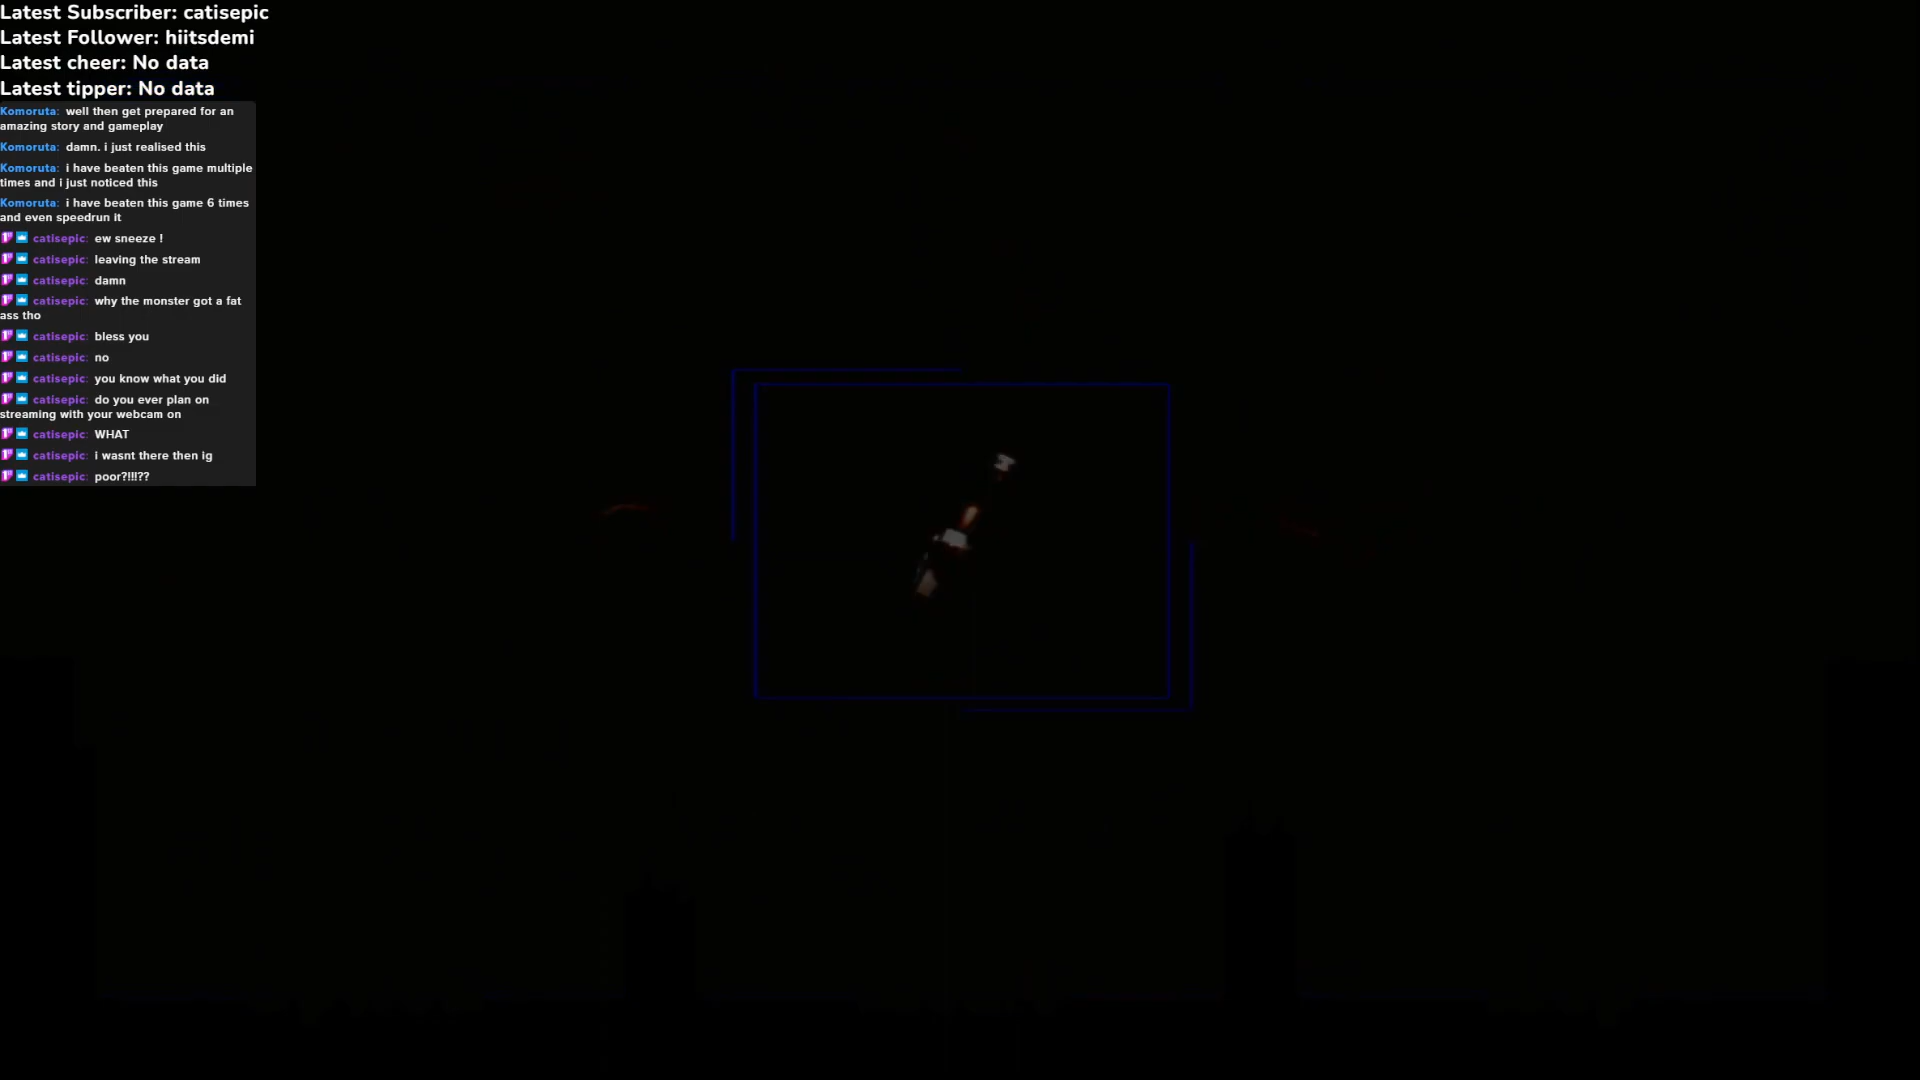 Latest Subscriber: catisepic
Latest Follower: hiitsdemi
Latest cheer: No data
Latest tipper: No data
Komoruta: well then get prepared for an
amazing story and gameplay
Komoruta: damn. i just realised this
Komoruta: i have beaten this game multiple
times and i just noticed this
Komoruta: i have beaten this game 6 times
and even speedrun it
catisepic: ew sneeze !
catisepic: leaving the stream
catisepic: damn
catisepic: why the monster got a fat
ass tho
catisepic: bless you
catisepic: no
catisepic: you know what you did
catisepic: do you ever plan on
streaming with your webcam on
catisepic: WHAT
catisepic: i wasnt there then ig
catisepic: poor?!!!??